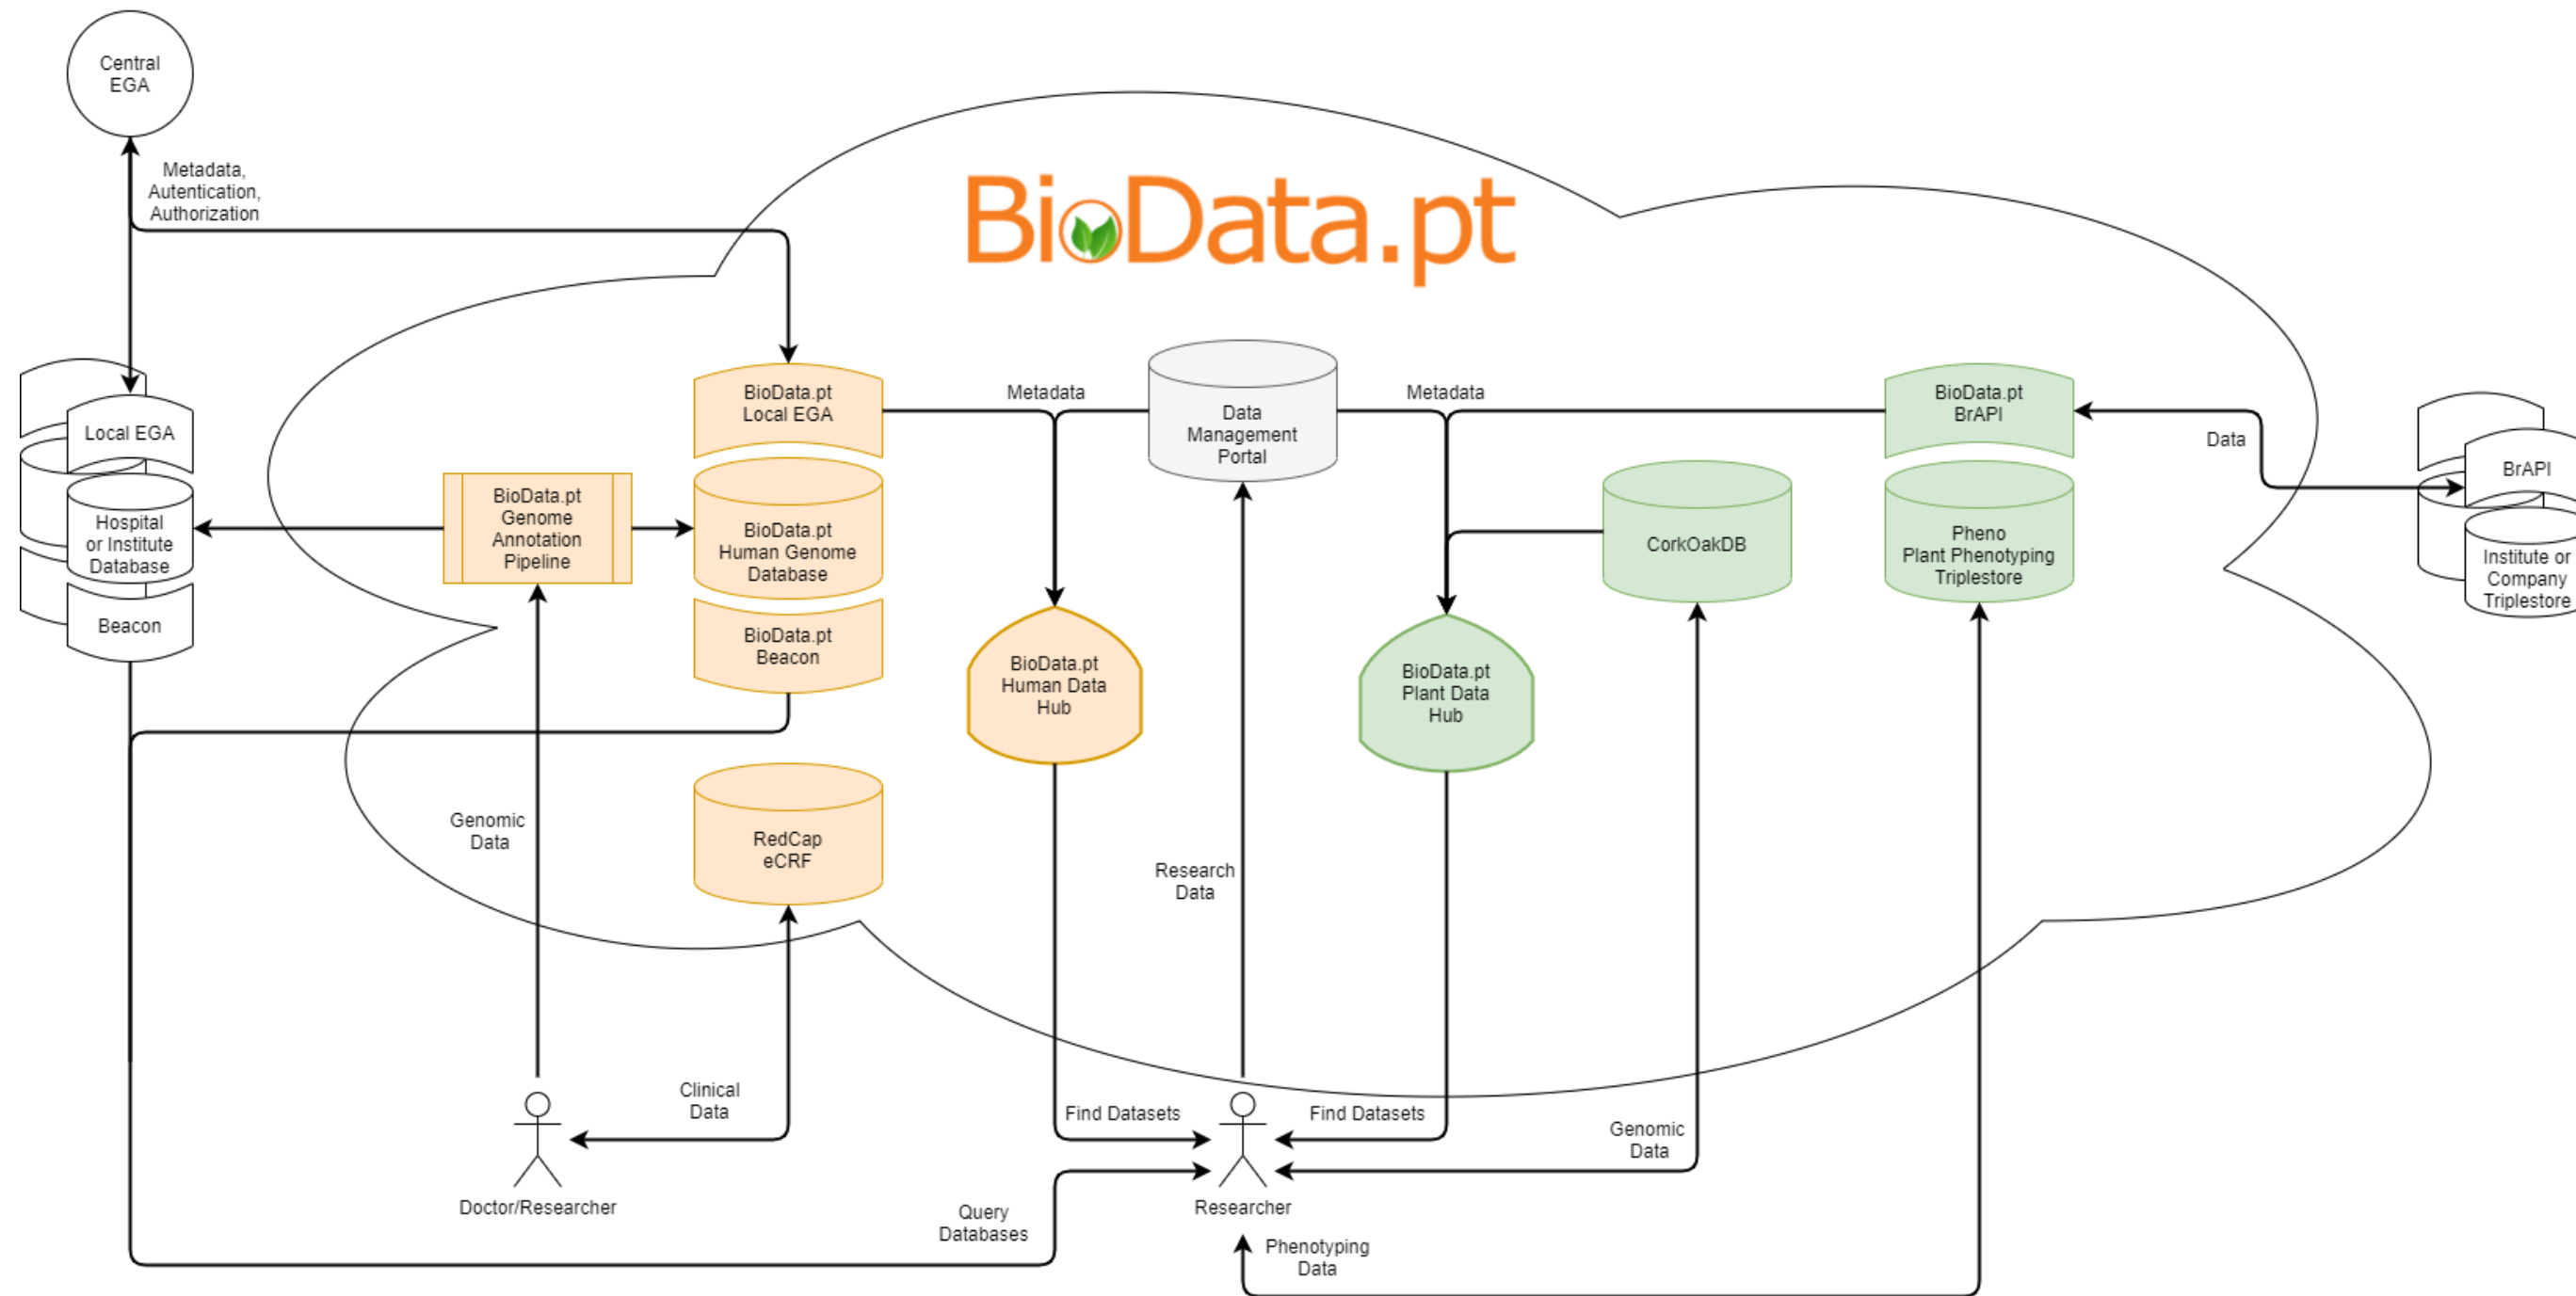 Central
EGA
Metadata,
Autentication,
Authorization
BioData.pt
Local EGA
Hospital
or Institute
Database
Beacon
BioData.pt
Genome
Annotation
Pipeline
BioData.pt
Local EGA
BioData.pt
Human Genome
Database
BioData.pt
Beacon
RedCap
eCRF
Metadata
Data
Management
Portal
Metadata
BioData.pt
Human Data
Hub
BioData.pt
Plant Data
Hub
CorkOakDB
BioData.pt
BrAPI
Pheno
Plant Phenotyping
Triplestore
Data
BrAPI
Institute or
Company
Triplestore
Genomic
Data
Clinical
Data
Research
Data
Find Datasets
Find Datasets
Genomic
Data
Doctor/Researcher
Researcher
Query
Databases
Phenotyping
Data